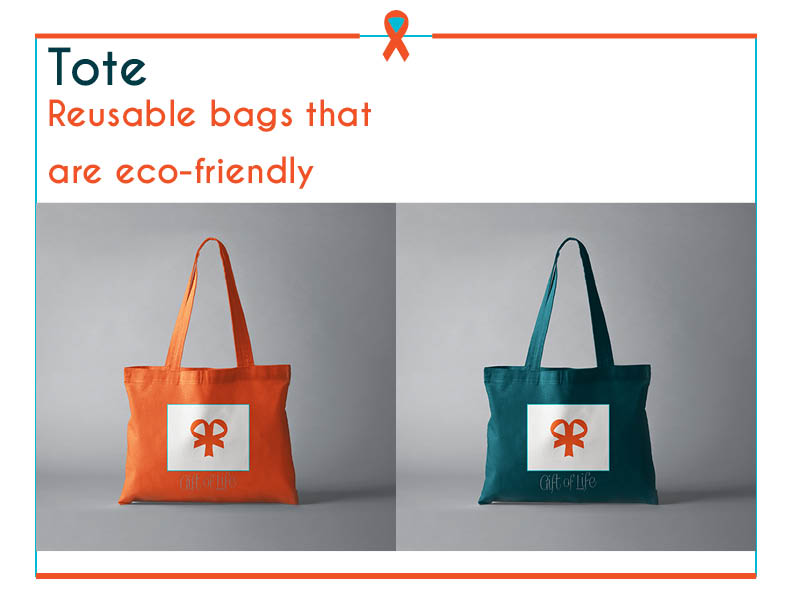 Tote
Reusable bags that
are eco-friendly
Gift of Life
Gift of Life